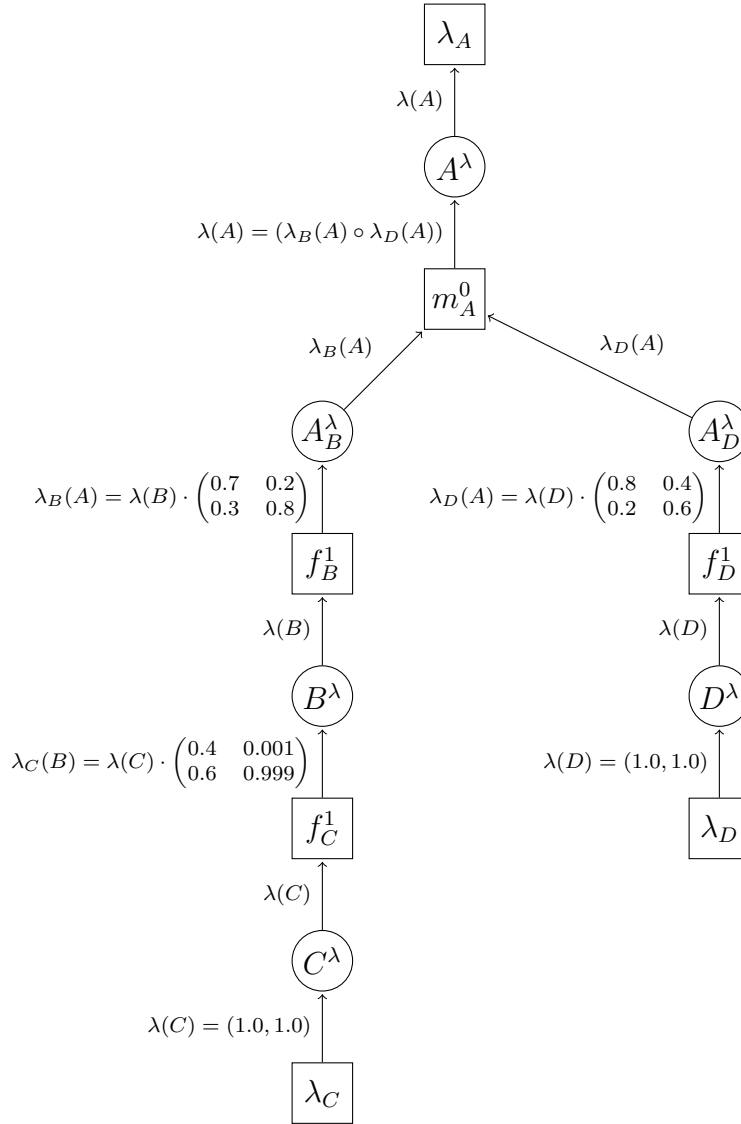 λ_A
λ(A)
A^λ
λ(A) = (λ_B(A) ∘ λ_D(A))
m_A^0
λ_B(A)
λ_D(A)
A_B^λ
A_D^λ
λ_B(A) = λ(B) · (0.7 0.2
0.3 0.8)
λ_D(A) = λ(D) · (0.8 0.4
0.2 0.6)
f_B^1
f_D^1
λ(B)
λ(D)
B^λ
D^λ
λ_C(B) = λ(C) · (0.4 0.001
0.6 0.999)
λ(D) = (1.0, 1.0)
f_C^1
λ_D
λ(C)
C^λ
λ(C) = (1.0, 1.0)
λ_C